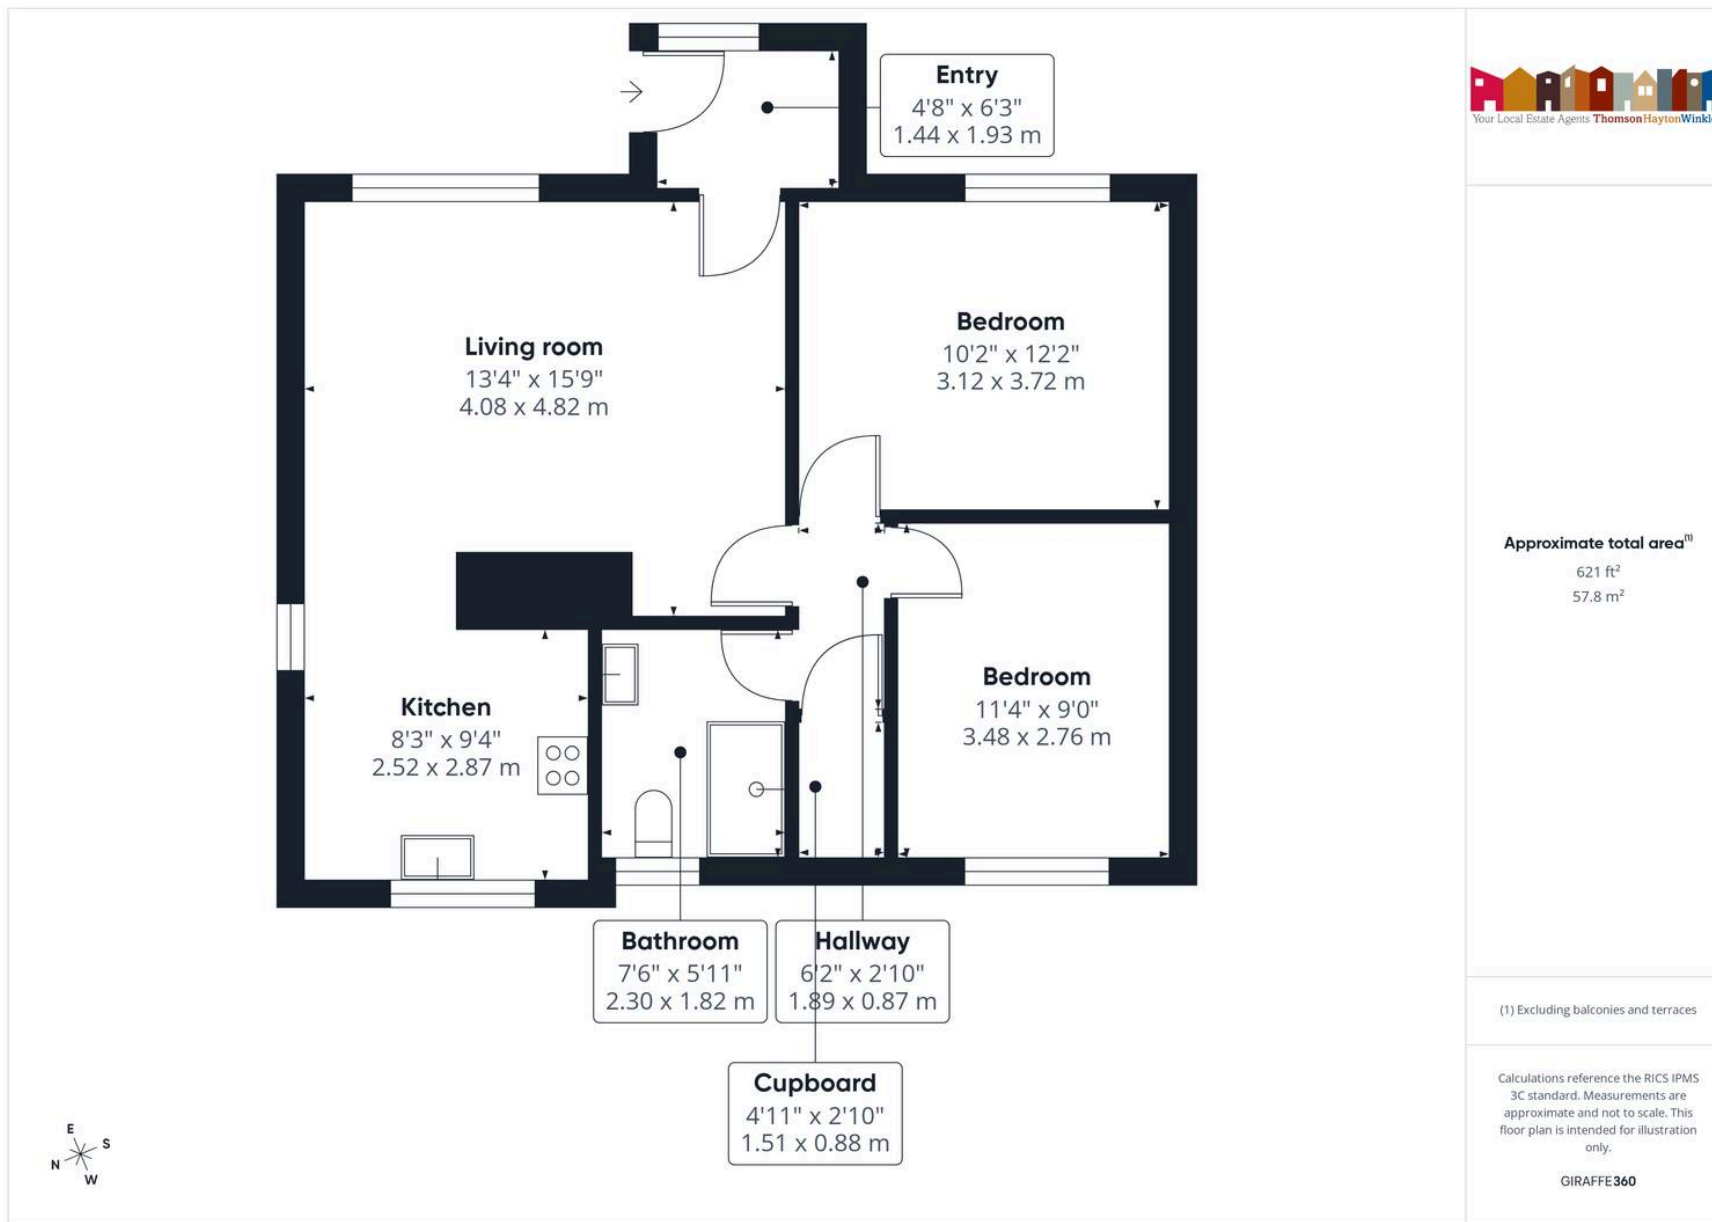 Entry
4'8" x 6'3"
1.44 x 1.93 m
Living room
13'4" x 15'9"
4.08 x 4.82 m
Bedroom
10'2" x 12'2"
3.12 x 3.72 m
Kitchen
8'3" x 9'4"
2.52 x 2.87 m
Bedroom
11'4" x 9'0"
3.48 x 2.76 m
Bathroom
7'6" x 5'11"
2.30 x 1.82 m
Hallway
6'2" x 2'10"
1.89 x 0.87 m
Cupboard
4'11" x 2'10"
1.51 x 0.88 m
E
S
N
W
Your Local Estate Agents ThomsonHaytonWinkl
Approximate total area(1)
621 ft²
57.8 m²
(1) Excluding balconies and terraces
Calculations reference the RICS IPMS
3C standard. Measurements are
approximate and not to scale. This
floor plan is intended for illustration
only.
GIRAFFE360